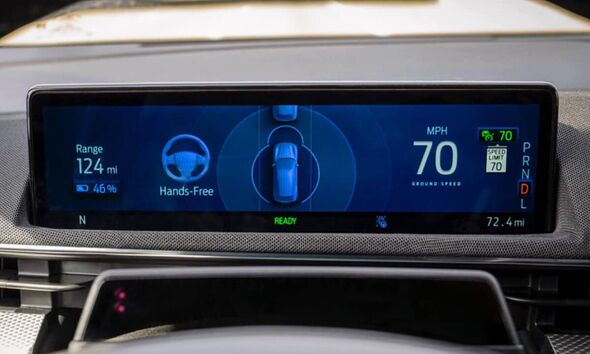 Range
124 mi
46%
Hands-Free
MPH
70
GROUND SPEED
70
SPEED
LIMIT
70
P
R
N
D
L
N
READY
72.4 mi